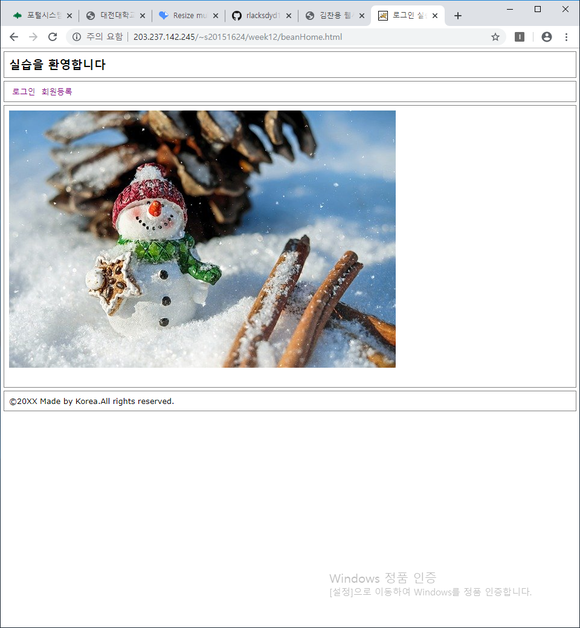 포털시스템
대전대학교
Resize mu
rlacksdyd
김찬용 웹
로그인 실습
주의 요함 | 203.237.142.245/~s20151624/week12/beanHome.html
실습을 환영합니다
로그인 회원등록
©20XX Made by Korea.All rights reserved.
Windows 정품 인증
[설정]으로 이동하여 Windows를 정품 인증합니다.